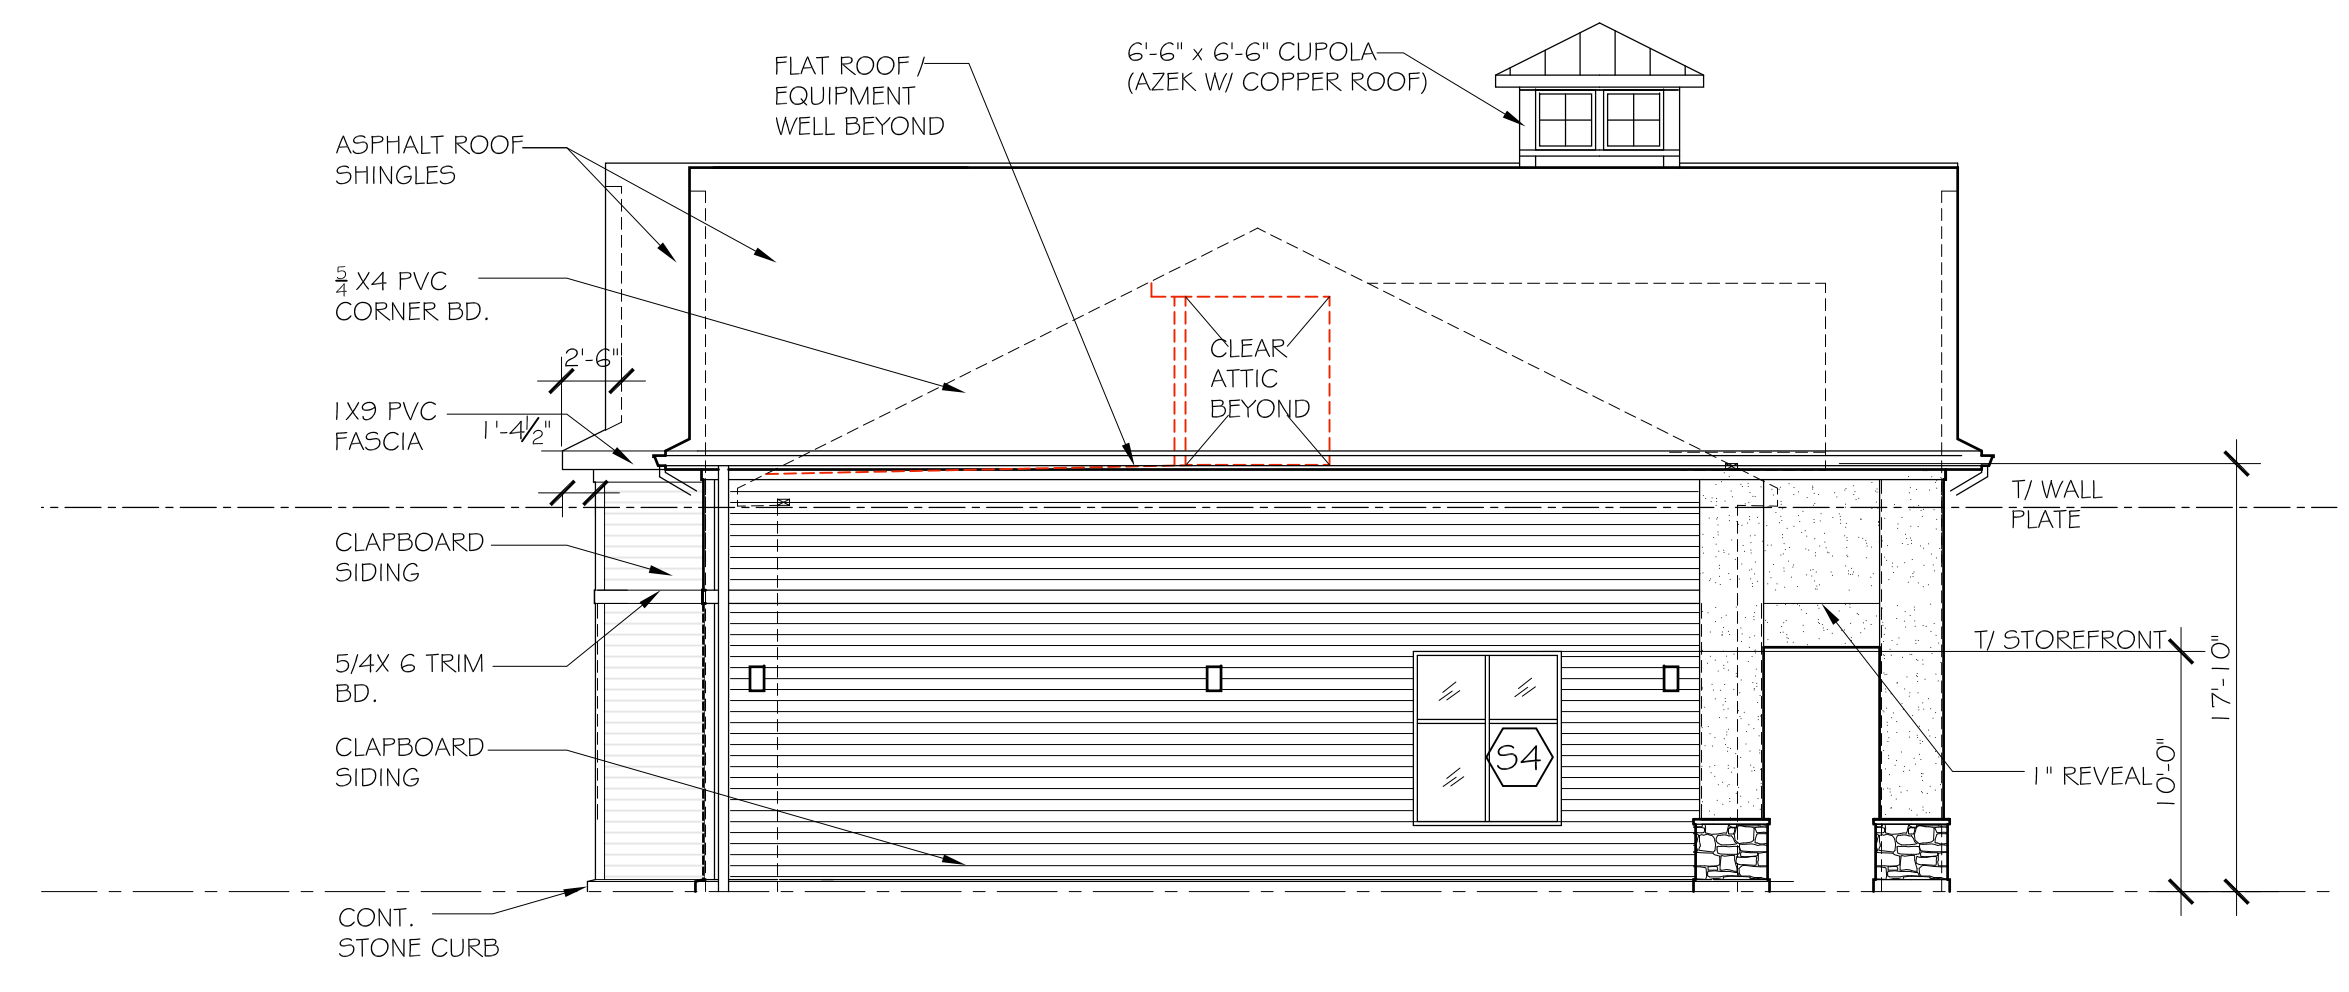 6'-6" x 6'-6" CUPOLA
(AZEK W/ COPPER ROOF)
FLAT ROOF /
EQUIPMENT
WELL BEYOND
ASPHALT ROOF
SHINGLES
5/4 X4 PVC
CORNER BD.
2'-6"
CLEAR
ATTIC
BEYOND
1X9 PVC
FASCIA
1'-4 1/2"
T/ WALL
PLATE
CLAPBOARD
SIDING
T/ STOREFRONT
5/4X 6 TRIM
BD.
17'-10"
CLAPBOARD
SIDING
S4
1" REVEAL
10'-0"
CONT.
STONE CURB